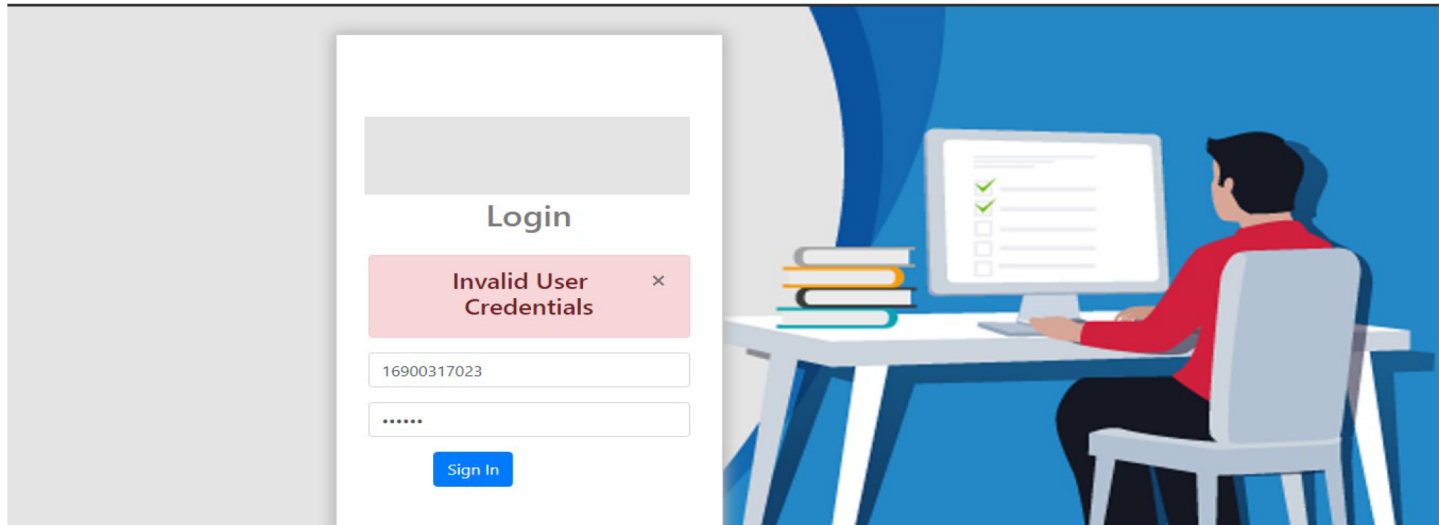 Login
Invalid User
Credentials
×
16900317023
••••••
Sign In